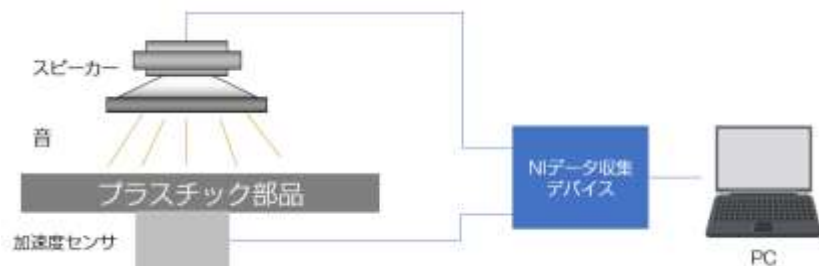 スピーカー
音
プラスチック部品
加速度センサ
NIデータ収集
デバイス
PC